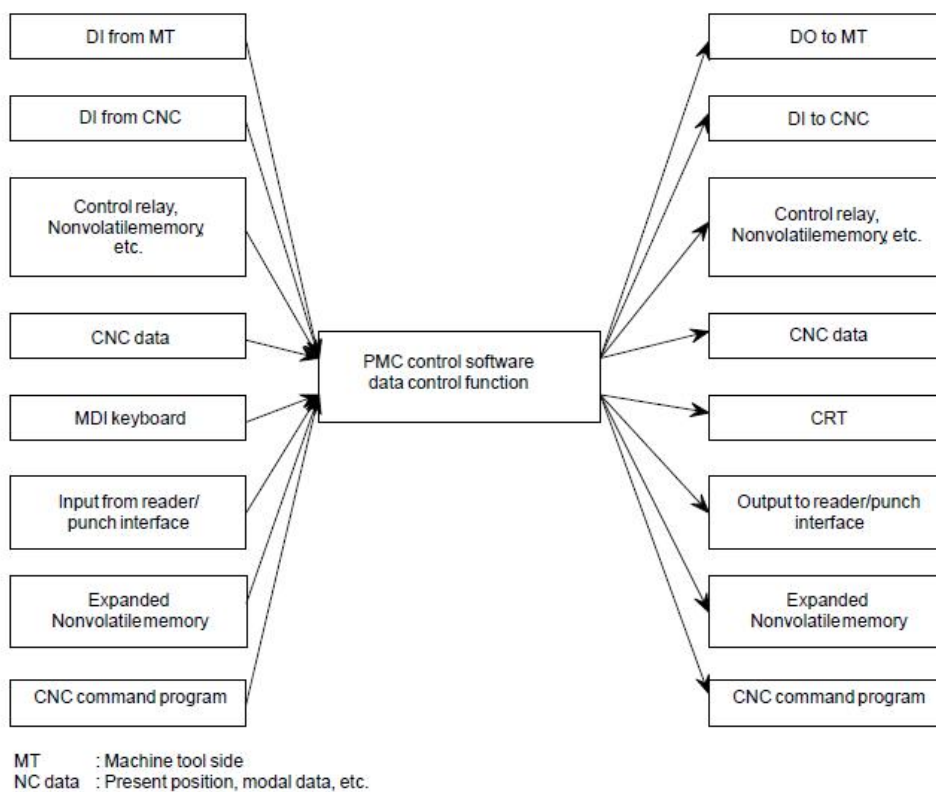 DI from MT
DI from CNC
Control relay,
Nonvolatilememory,
etc.
CNC data
MDI keyboard
Input from reader/
punch interface
Expanded
Nonvolatilememory
CNC command program
PMC control software
data control function
DO to MT
DI to CNC
Control relay,
Nonvolatilememory, etc.
CNC data
CRT
Output to reader/punch
interface
Expanded
Nonvolatilememory
CNC command program
MT : Machine tool side
NC data : Present position, modal data, etc.